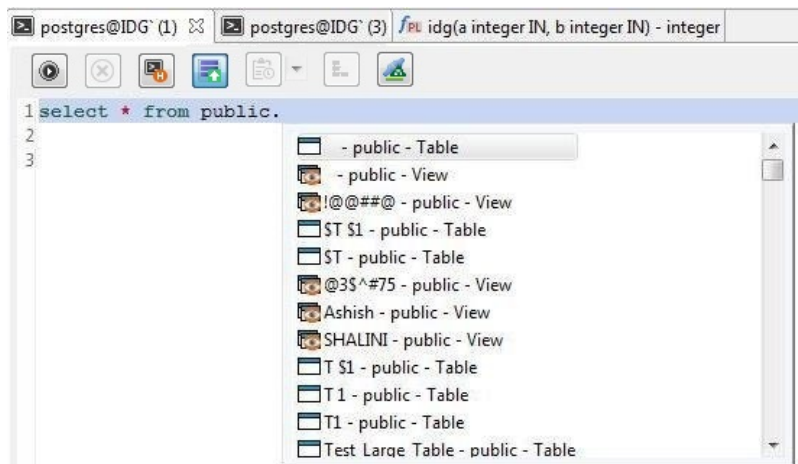 postgres@IDG` (1) postgres@IDG` (3) PL idg(a integer IN, b integer IN) - integer
1 select * from public.
2
3
- public - Table
- public - View
!@@##@ - public - View
$T $1 - public - Table
$T - public - Table
@3$^#75 - public - View
Ashish - public - View
SHALINI - public - View
T $1 - public - Table
T 1 - public - Table
T1 - public - Table
Test Large Table - public - Table